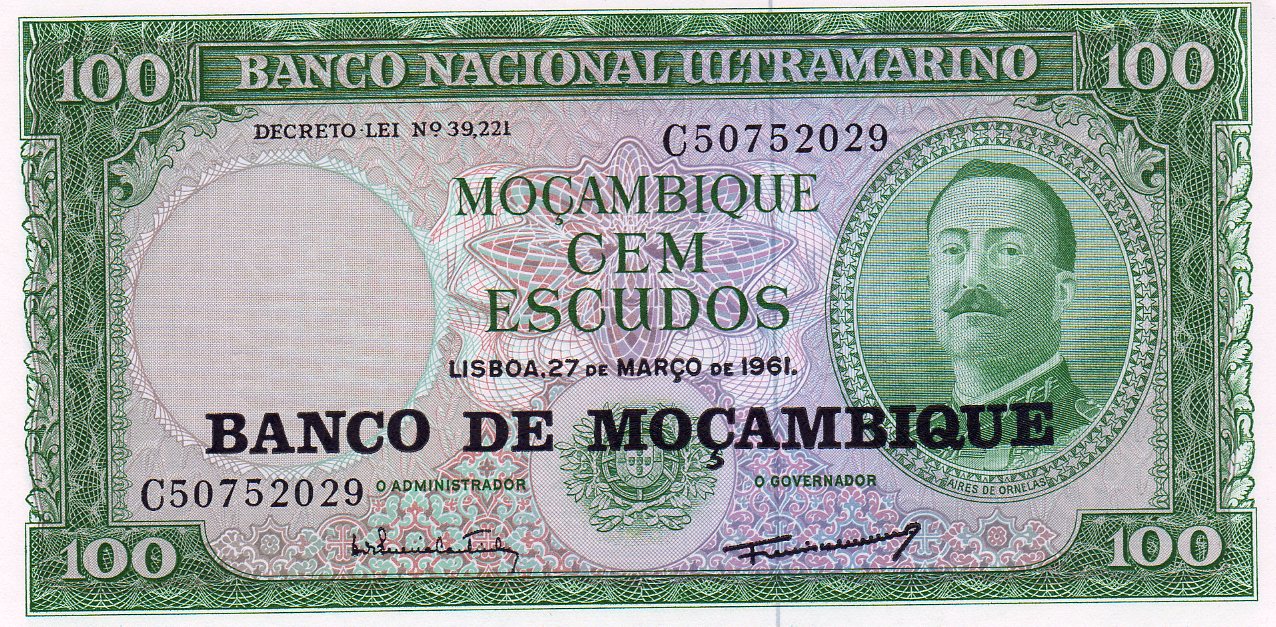 100 BANCO NACIONAL ULTRAMARINO 100
DECRETO-LEI Nº 39,221
C50752029
MOÇAMBIQUE
CEM
ESCUDOS
LISBOA, 27 DE MARÇO DE 1961.
BANCO DE MOÇAMBIQUE
C50752029
O ADMINISTRADOR
O GOVERNADOR
AIRES DE ORNELAS
100 100